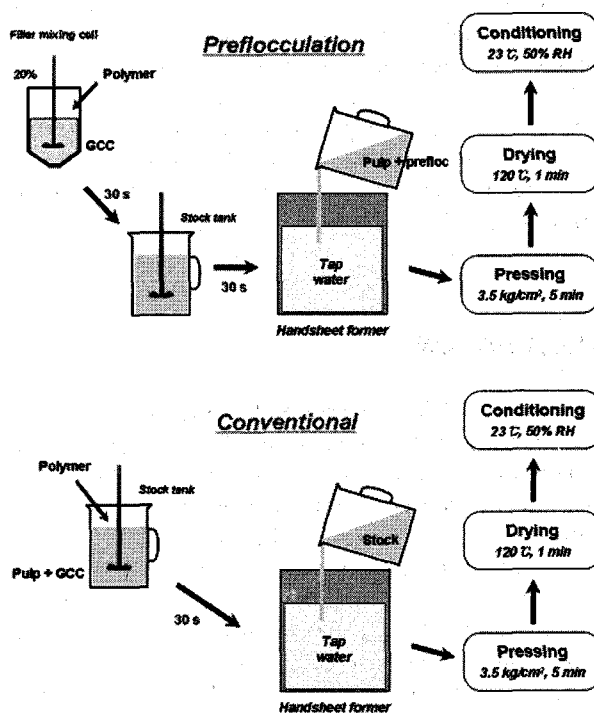 Preflocculation
Filler mixing cell
20%
Polymer
GCC
30 s
Stock tank
30 s
Pulp + prefloc
Tap
water
Handsheet former
Conditioning
23 ℃, 50% RH
Drying
120 ℃, 1 min
Pressing
3.5 kg/cm², 5 min
Conventional
Polymer
Stock tank
Pulp + GCC
30 s
Stock
Tap
water
Handsheet former
Conditioning
23 ℃, 50% RH
Drying
120 ℃, 1 min
Pressing
3.5 kg/cm², 5 min